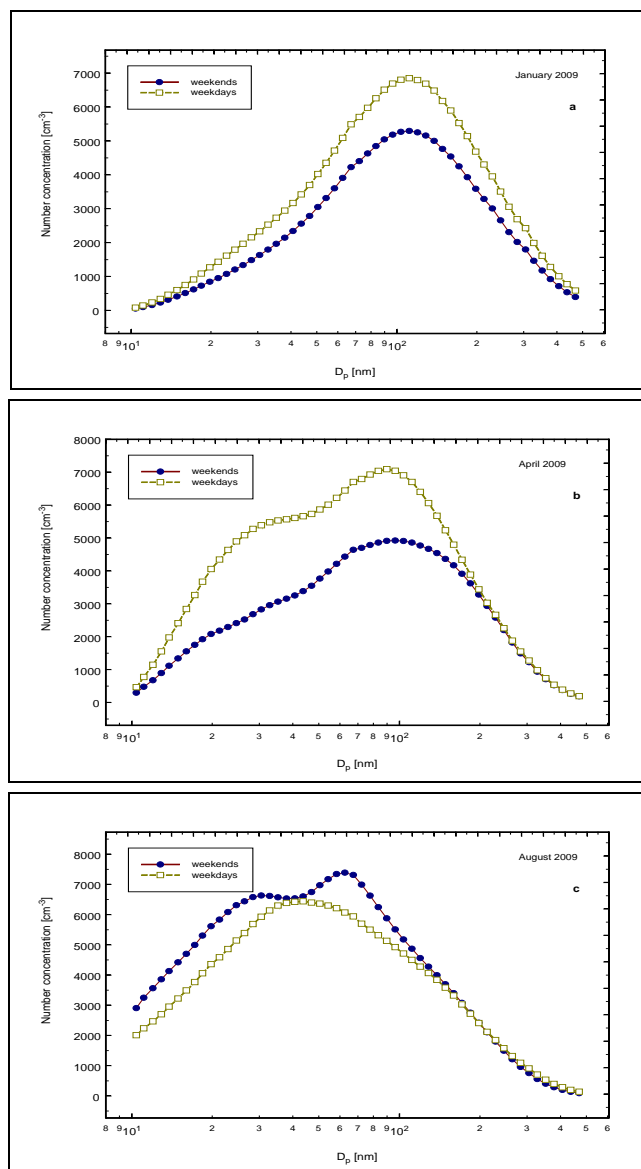 7000
6000
5000
4000
3000
2000
1000
0
Number concentration [cm-3]
weekends
weekdays
January 2009
a
8 9 10¹ 2 3 4 5 6 7 8 9 10² 2 3 4 5 6
Dp [nm]
8000
7000
6000
5000
4000
3000
2000
1000
0
Number concentration [cm-3]
weekends
weekdays
April 2009
b
8 9 10¹ 2 3 4 5 6 7 8 9 10² 2 3 4 5 6
Dp [nm]
8000
7000
6000
5000
4000
3000
2000
1000
0
Number concentration [cm-3]
weekends
weekdays
August 2009
c
8 9 10¹ 2 3 4 5 6 7 8 9 10² 2 3 4 5 6
Dp [nm]